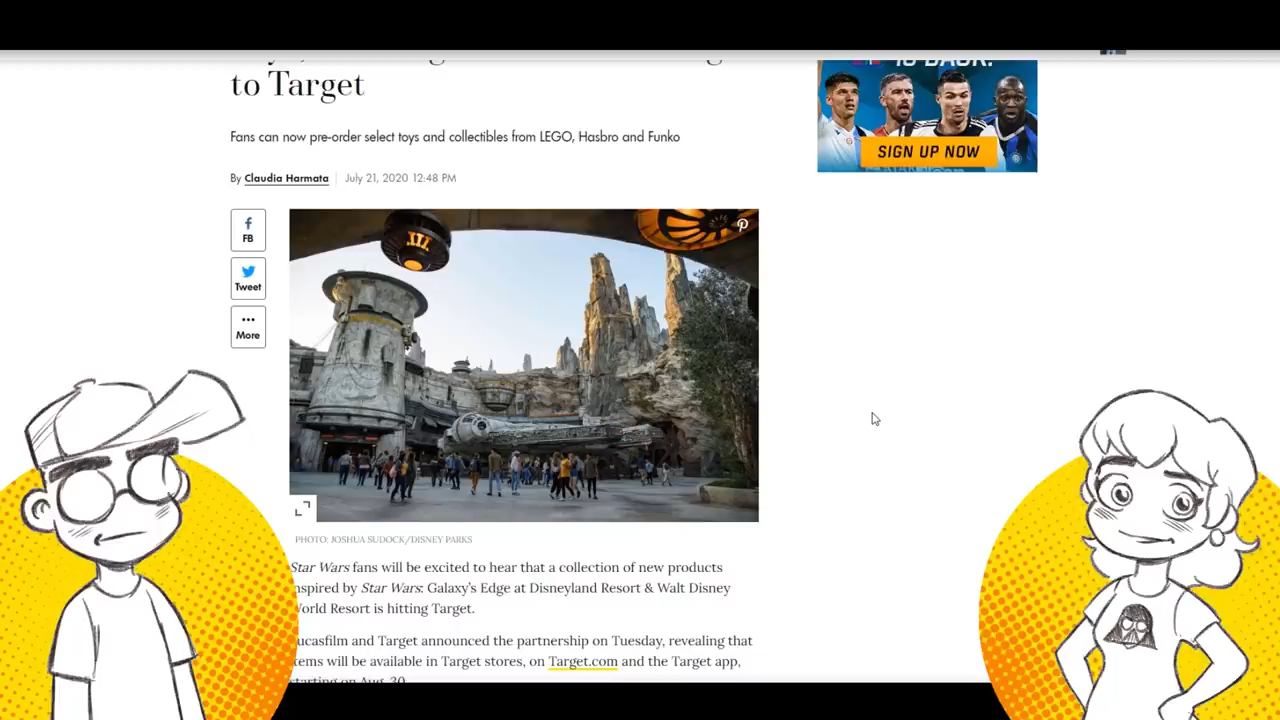 to Target
Fans can now pre-order select toys and collectibles from LEGO, Hasbro and Funko
By Claudia Harmata
July 21, 2020 12:48 PM
SIGN UP NOW
FB
Tweet
More
PHOTO: JOSHUA SUDOCK/DISNEY PARKS
Star Wars fans will be excited to hear that a collection of new products
nspired by Star Wars: Galaxy's Edge at Disneyland Resort & Walt Disney
World Resort is hitting Target.
ucasfilm and Target announced the partnership on Tuesday, revealing that
tems will be available in Target stores, on Target.com and the Target app,
starting on Aug. 30